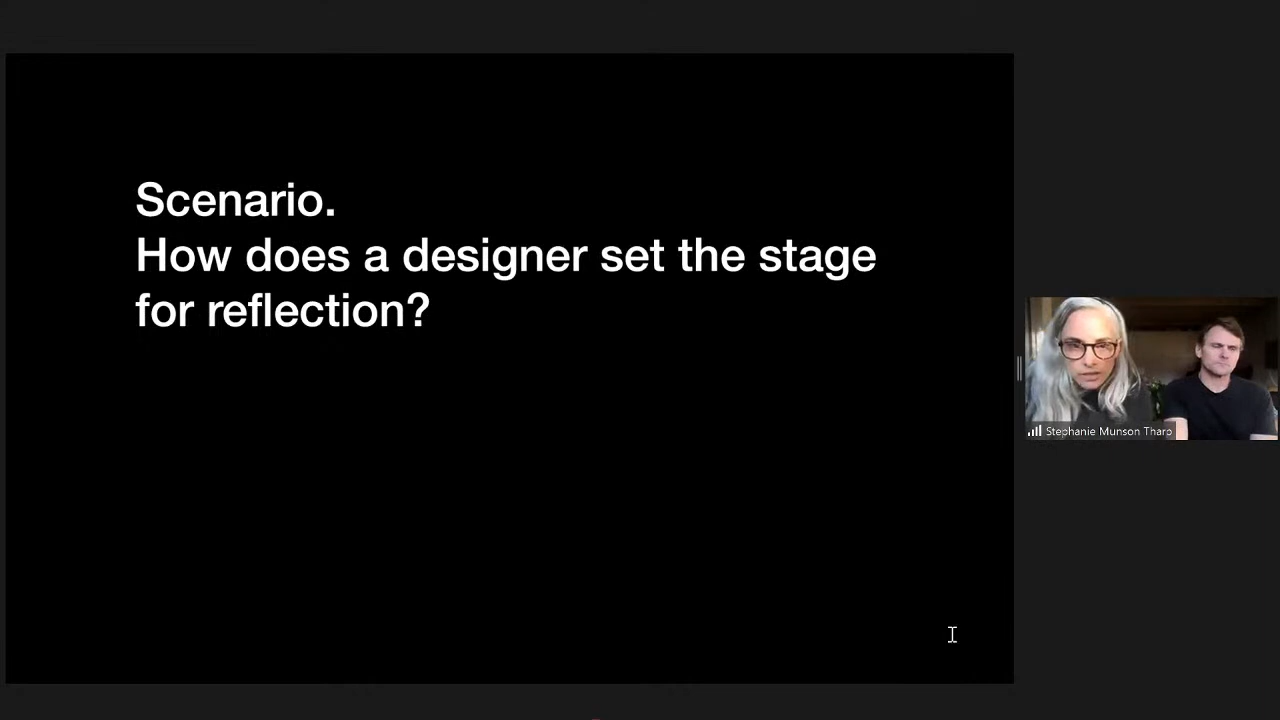 Scenario.
How does a designer set the stage
for reflection?
Stephanie Munson Tharp